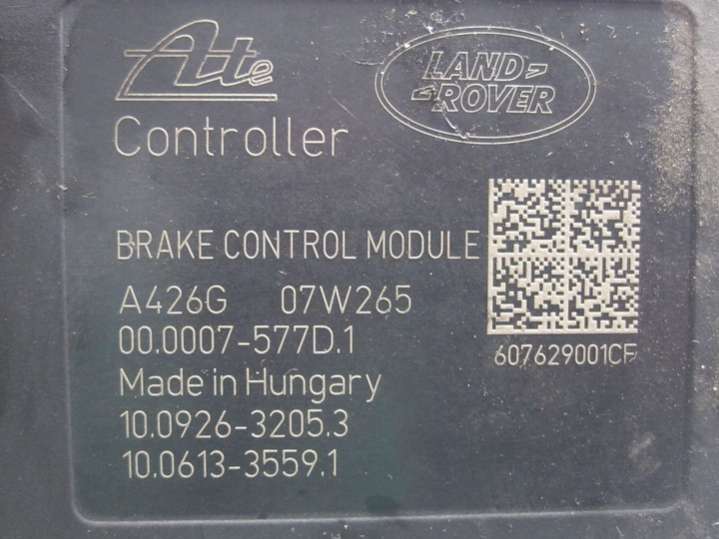 Ate
LAND
ROVER
Controller
BRAKE CONTROL MODULE
A426G 07W265
00.0007-577D.1
607629001CF
Made in Hungary
10.0926-3205.3
10.0613-3559.1